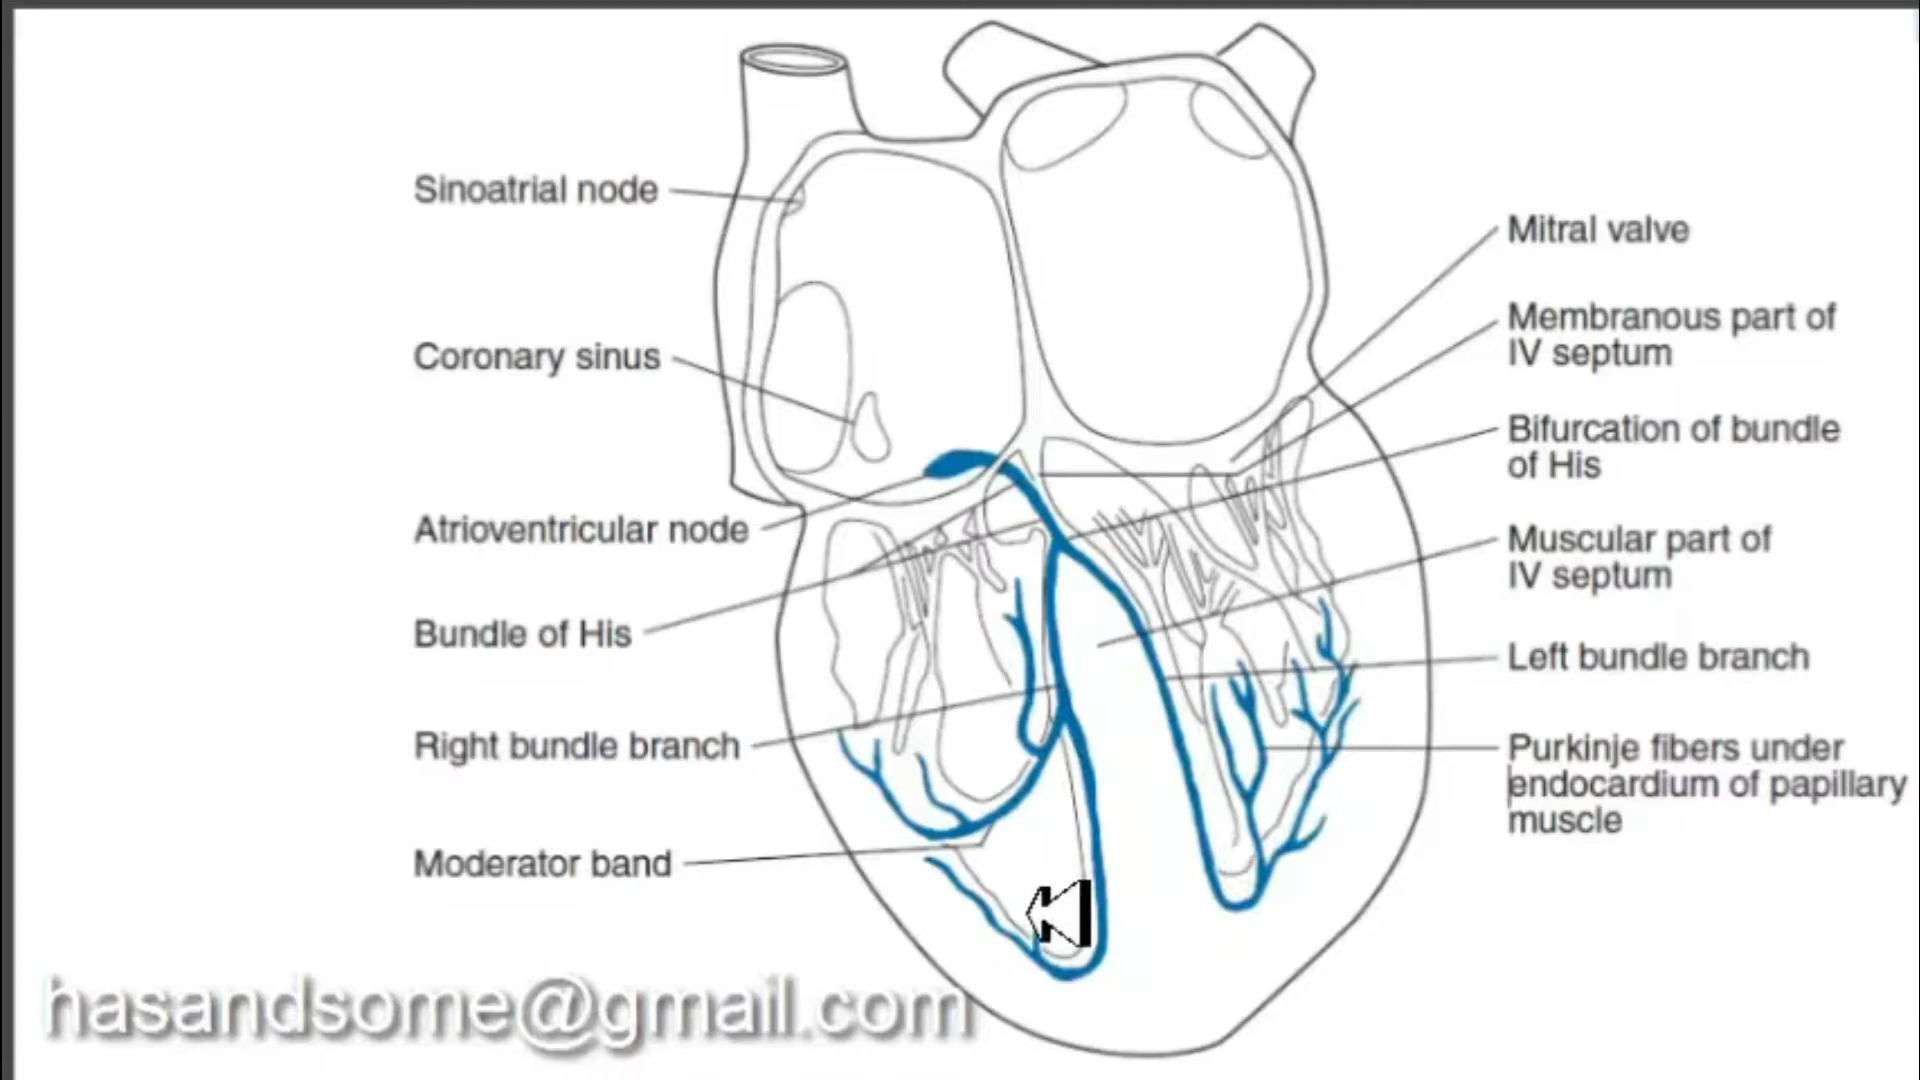 Sinoatrial node
Coronary sinus
Atrioventricular node
Bundle of His
Right bundle branch
Moderator band
Mitral valve
Membranous part of
IV septum
Bifurcation of bundle
of His
Muscular part of
IV septum
Left bundle branch
Purkinje fibers under
endocardium of papillary
muscle
hasandsome@gmail.com